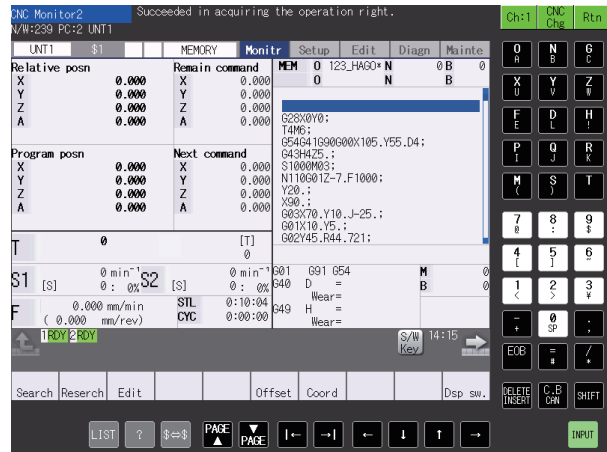 CNC Monitor2 Succeeded in acquiring the operation right.
N/W:239 PC:2 UNT1
Ch:1 CNC Chg Rtn
UNT1 $1 MEMORY Monitr Setup Edit Diagn Mainte
Relative posn
X 0.000
Y 0.000
Z 0.000
A 0.000
Remain command
X 0.000
Y 0.000
Z 0.000
A 0.000
Program posn
X 0.000
Y 0.000
Z 0.000
A 0.000
Next command
X 0.000
Y 0.000
Z 0.000
A 0.000
MEM O 123_HAGO* N 0 B 0
O N B
G28X0Y0;
T4M6;
G54G41G90G00X105.Y55.D4;
G43H4Z5.;
S1000M03;
N110G01Z-7.F1000;
Y20.;
X90.;
G03X70.Y10.J-25.;
G01X10.Y5.;
G02Y45.R44.721;
T 0 [T]
0
S1 [S] 0 min⁻¹
0: 0%
S2 [S] 0 min⁻¹
0: 0%
F 0.000 mm/min
( 0.000 mm/rev)
STL 0:10:04
CYC 0:00:00
G01 G91 G54 M 0
G40 D = B 0
Wear=
G49 H =
Wear=
1RDY 2RDY
S/W Key 14:15
Search Reserch Edit Offset Coord Dsp sw.
LIST ? $⇔$ PAGE ▲ ▼ PAGE |← →| ← ↓ ↑ →
O A N B G C
X U Y V Z W
F E D L H !
P I Q J R K
M ( S ) T
7 @ 8 : 9 $
4 [ 5 ] 6
1 < 2 > 3 ¥
- + 0 SP . ,
EOB = # / *
DELETE INSERT C.B CAN SHIFT
INPUT